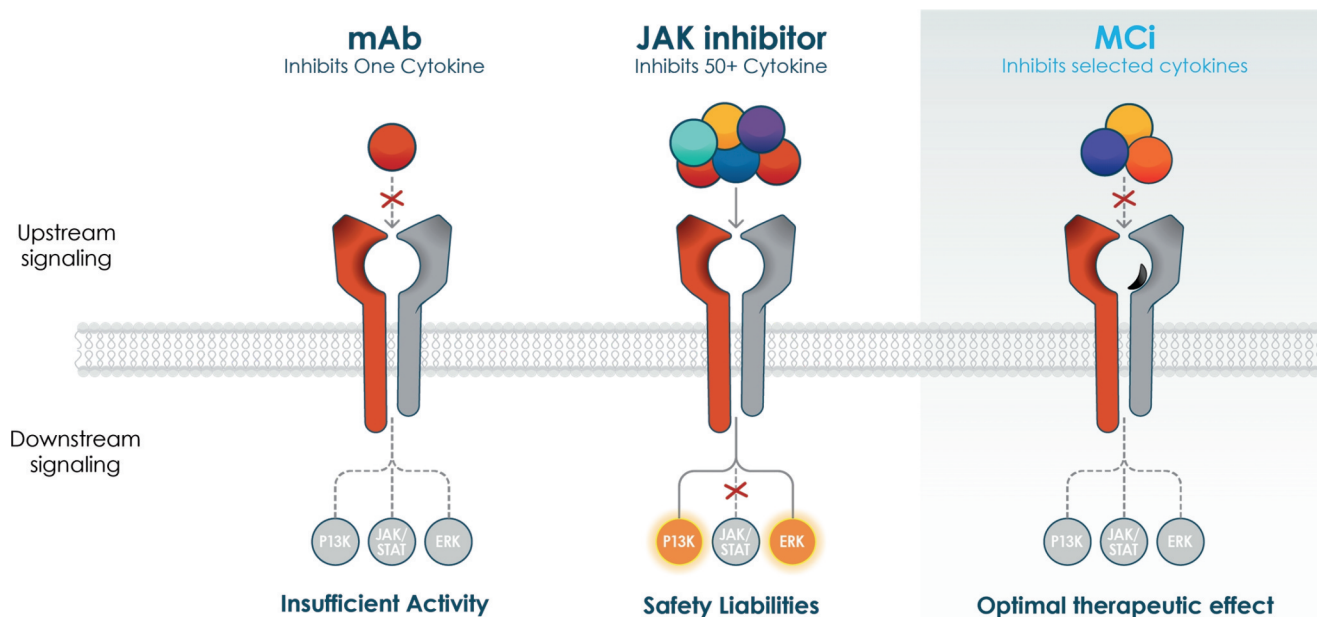 mAb
Inhibits One Cytokine
JAK inhibitor
Inhibits 50+ Cytokine
MCi
Inhibits selected cytokines
Upstream
signaling
Downstream
signaling
P13K
JAK/
STAT
ERK
P13K
JAK/
STAT
ERK
P13K
JAK/
STAT
ERK
Insufficient Activity
Safety Liabilities
Optimal therapeutic effect